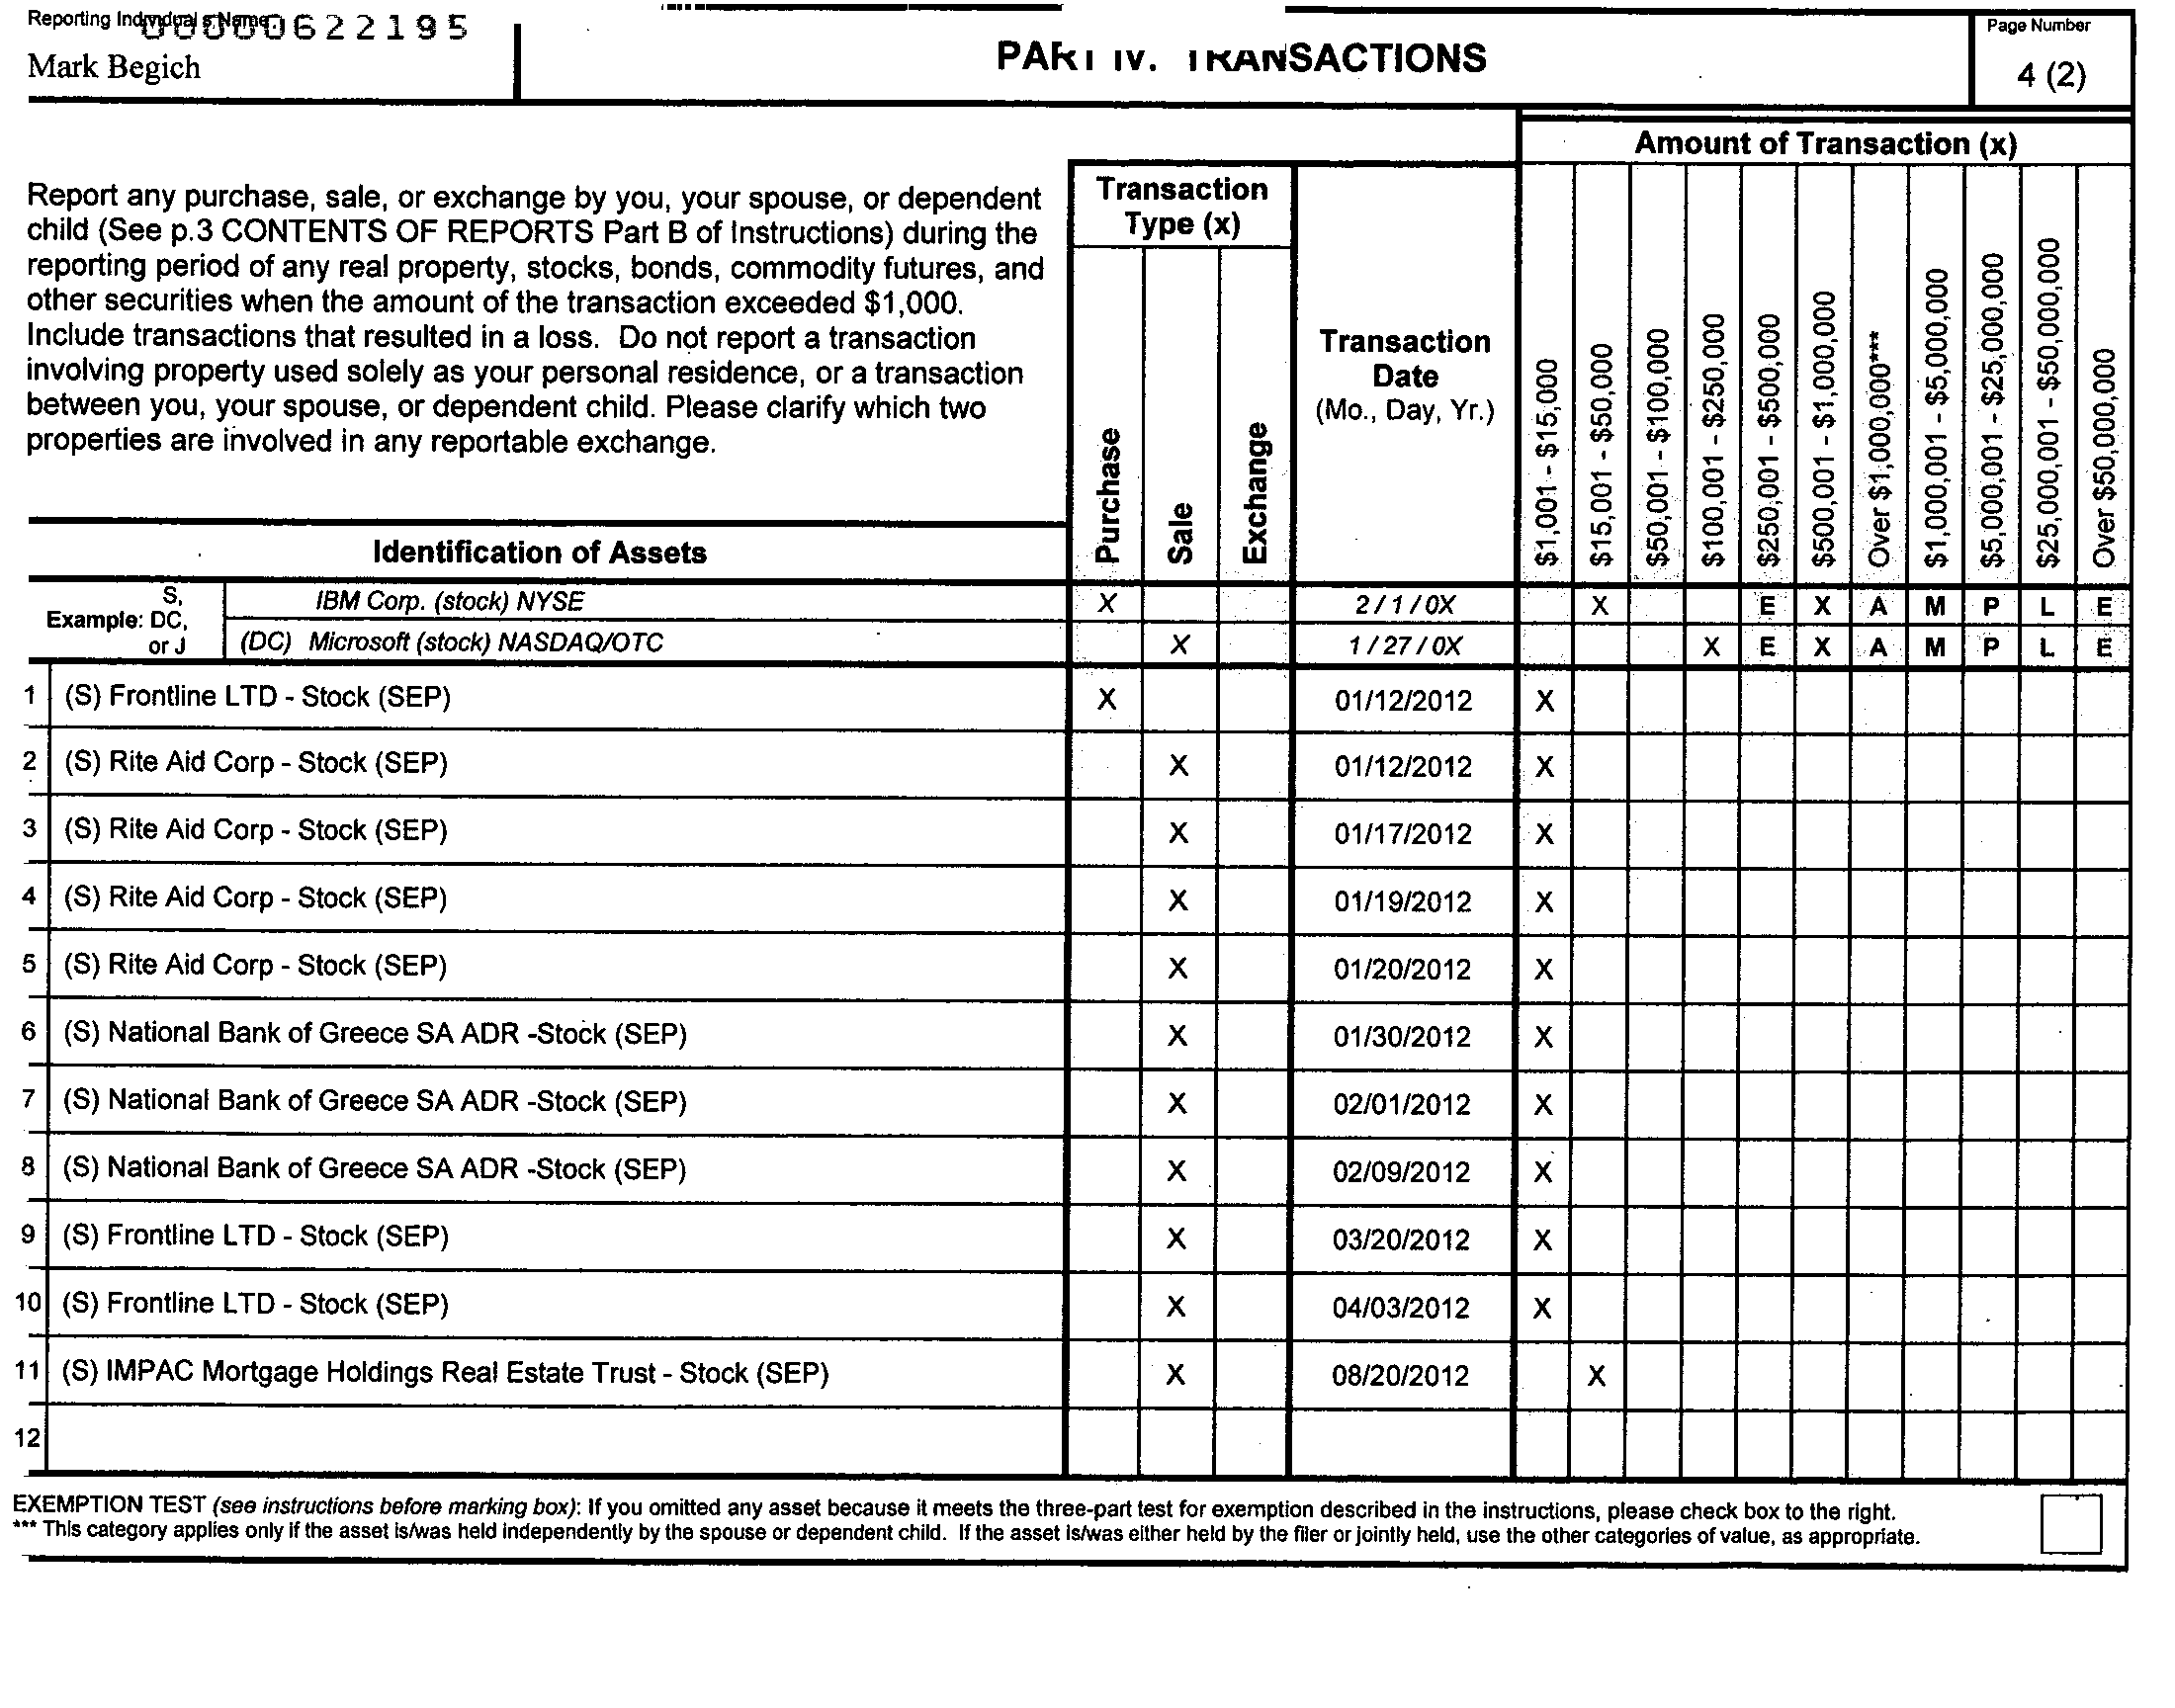 Reporting Individual's Name
00000622195
Mark Begich
PART IV. TRANSACTIONS
Page Number
4 (2)
Report any purchase, sale, or exchange by you, your spouse, or dependent
child (See p.3 CONTENTS OF REPORTS Part B of Instructions) during the
reporting period of any real property, stocks, bonds, commodity futures, and
other securities when the amount of the transaction exceeded $1,000.
Include transactions that resulted in a loss. Do not report a transaction
involving property used solely as your personal residence, or a transaction
between you, your spouse, or dependent child. Please clarify which two
properties are involved in any reportable exchange.
Identification of Assets
Transaction
Type (x)
Purchase
Sale
Exchange
Transaction
Date
(Mo., Day, Yr.)
Amount of Transaction (x)
$1,001 - $15,000
$15,001 - $50,000
$50,001 - $100,000
$100,001 - $250,000
$250,001 - $500,000
$500,001 - $1,000,000
Over $1,000,000***
$1,000,001 - $5,000,000
$5,000,001 - $25,000,000
$25,000,001 - $50,000,000
Over $50,000,000
Example: S, DC, or J
IBM Corp. (stock) NYSE X 2 / 1 / 0X X E X A M P L E
(DC) Microsoft (stock) NASDAQ/OTC X 1 / 27 / 0X X E X A M P L E
1 (S) Frontline LTD - Stock (SEP) X 01/12/2012 X
2 (S) Rite Aid Corp - Stock (SEP) X 01/12/2012 X
3 (S) Rite Aid Corp - Stock (SEP) X 01/17/2012 X
4 (S) Rite Aid Corp - Stock (SEP) X 01/19/2012 X
5 (S) Rite Aid Corp - Stock (SEP) X 01/20/2012 X
6 (S) National Bank of Greece SA ADR -Stock (SEP) X 01/30/2012 X
7 (S) National Bank of Greece SA ADR -Stock (SEP) X 02/01/2012 X
8 (S) National Bank of Greece SA ADR -Stock (SEP) X 02/09/2012 X
9 (S) Frontline LTD - Stock (SEP) X 03/20/2012 X
10 (S) Frontline LTD - Stock (SEP) X 04/03/2012 X
11 (S) IMPAC Mortgage Holdings Real Estate Trust - Stock (SEP) X 08/20/2012 X
12
EXEMPTION TEST (see instructions before marking box): If you omitted any asset because it meets the three-part test for exemption described in the instructions, please check box to the right.
*** This category applies only if the asset is/was held independently by the spouse or dependent child. If the asset is/was either held by the filer or jointly held, use the other categories of value, as appropriate.